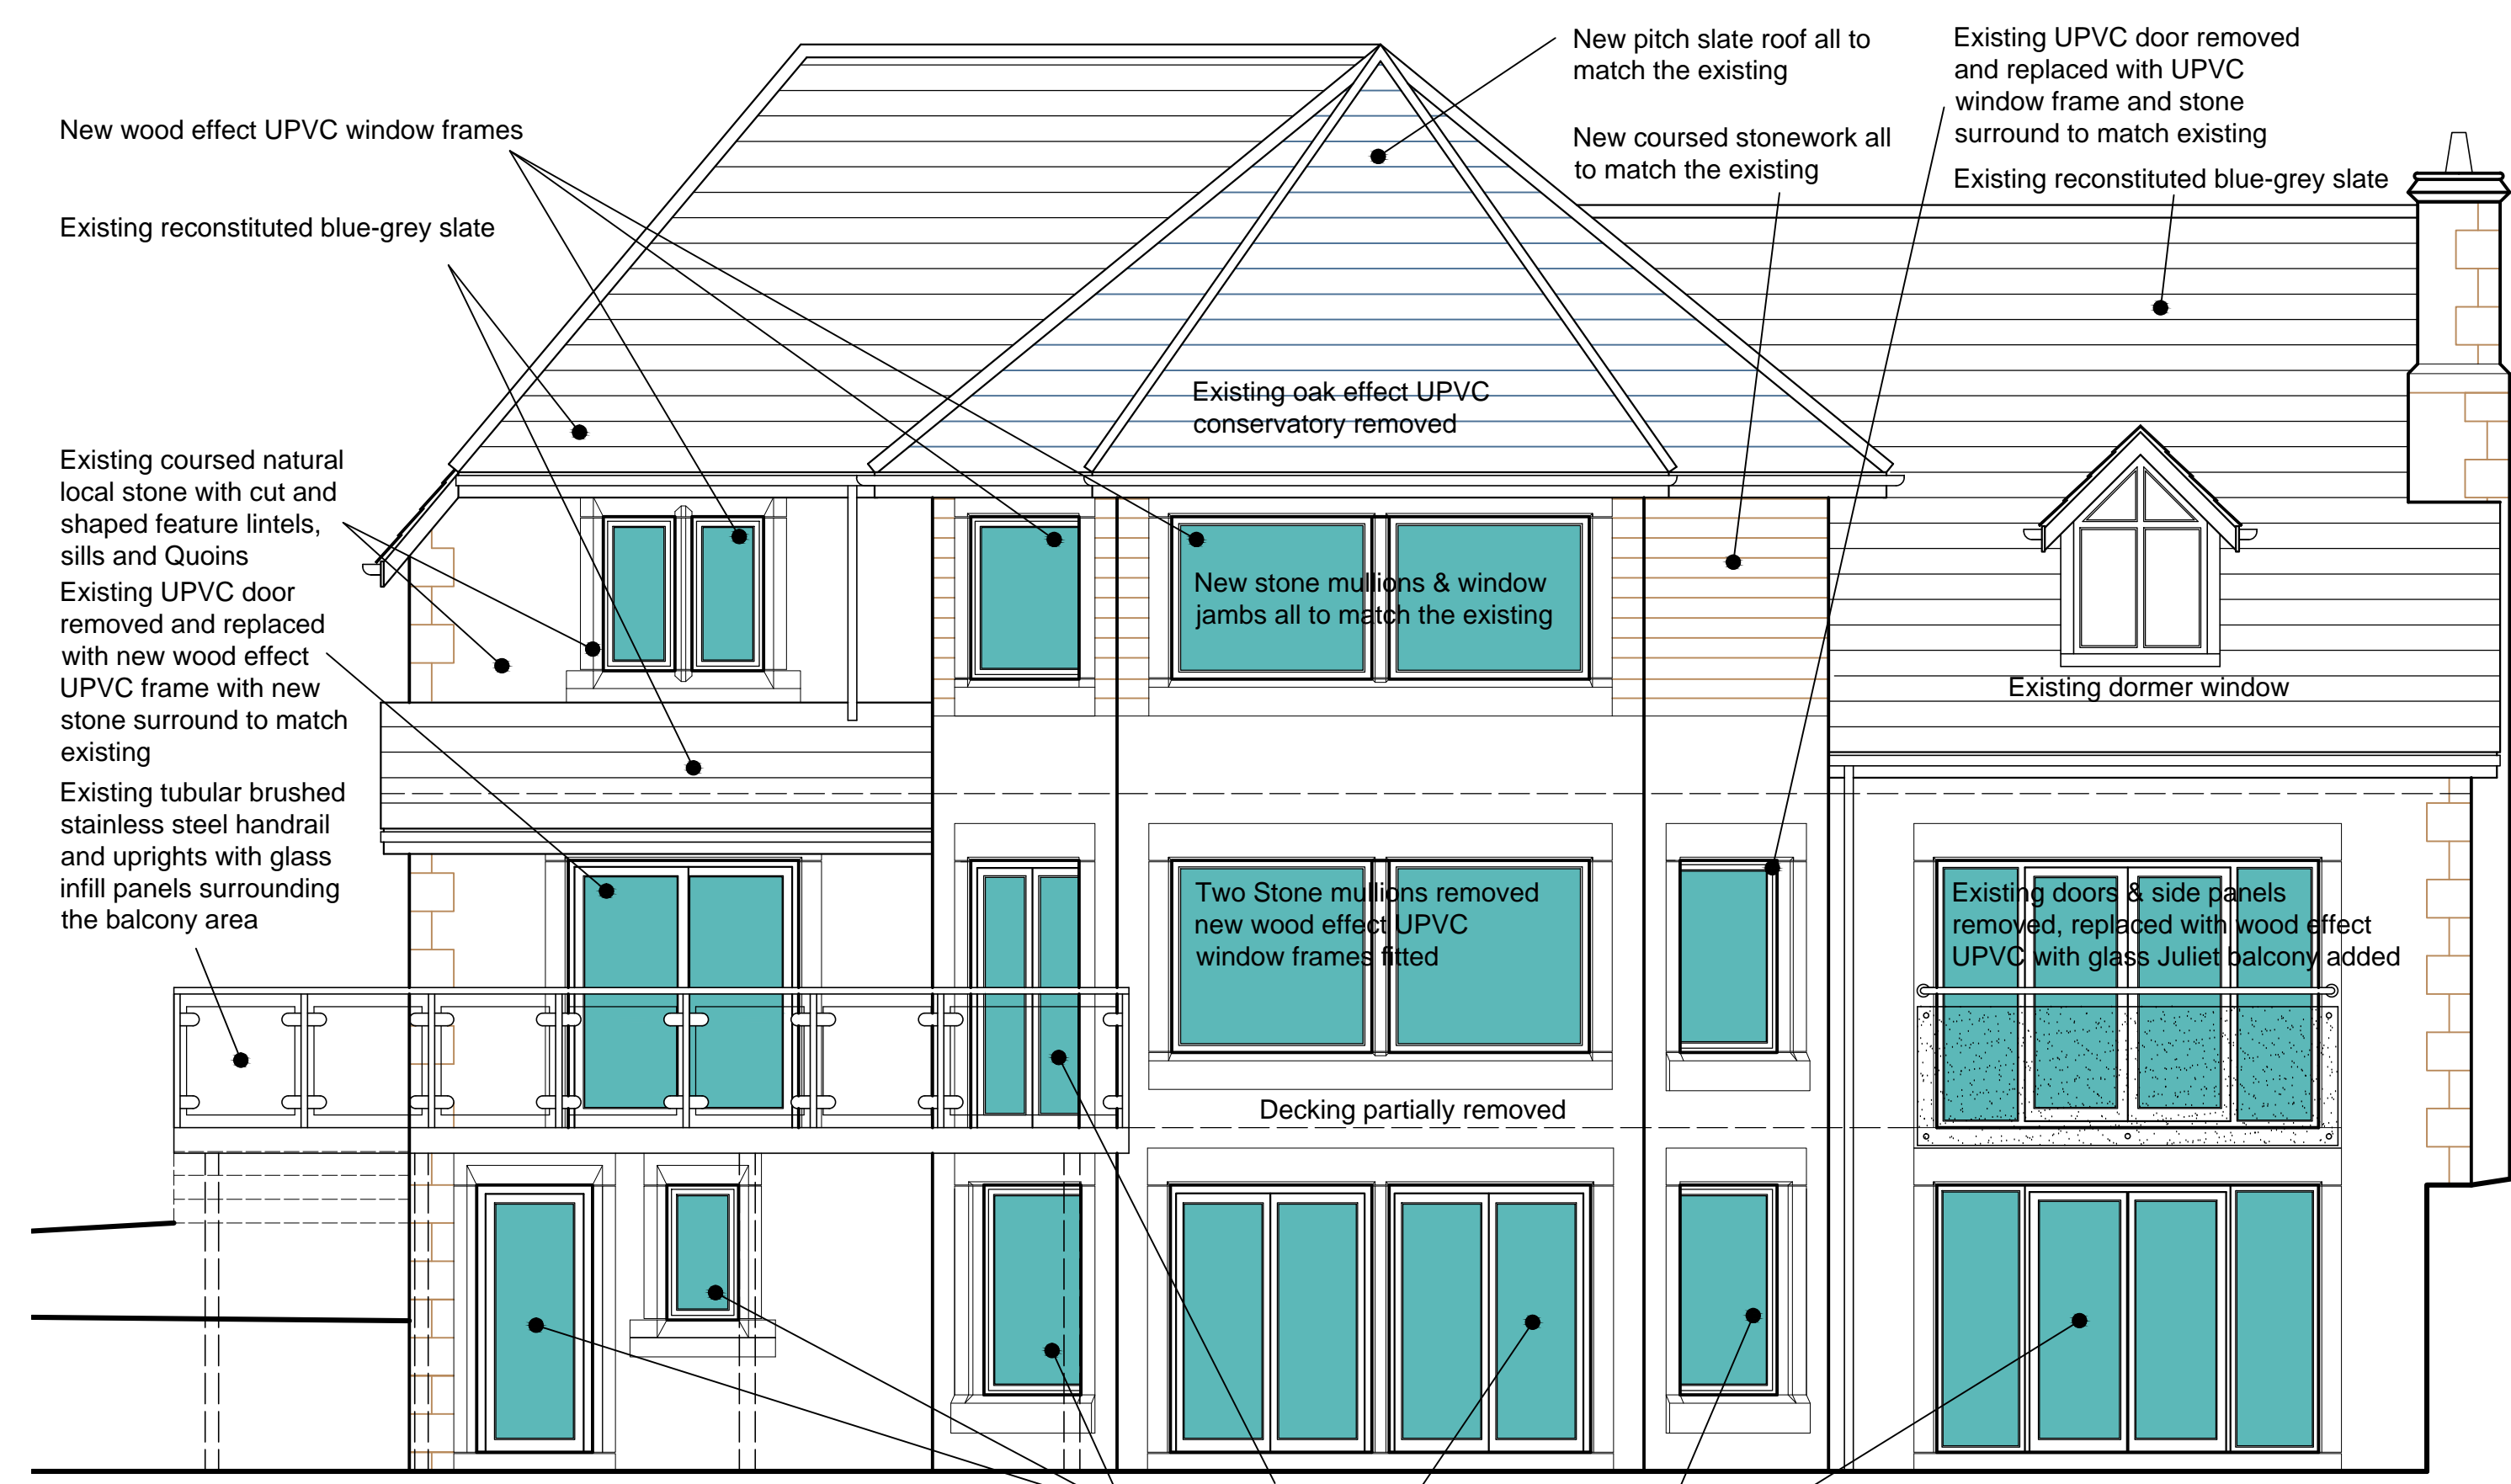 New pitch slate roof all to
match the existing
Existing UPVC door removed
and replaced with UPVC
window frame and stone
surround to match existing
New wood effect UPVC window frames
New coursed stonework all
to match the existing
Existing reconstituted blue-grey slate
Existing reconstituted blue-grey slate
Existing oak effect UPVC
conservatory removed
Existing coursed natural
local stone with cut and
shaped feature lintels,
sills and Quoins
Existing UPVC door
removed and replaced
with new wood effect
UPVC frame with new
stone surround to match
existing
New stone mullions & window
jambs all to match the existing
Existing dormer window
Existing tubular brushed
stainless steel handrail
and uprights with glass
infill panels surrounding
the balcony area
Two Stone mullions removed
new wood effect UPVC
window frames fitted
Existing doors & side panels
removed, replaced with wood effect
UPVC with glass Juliet balcony added
Decking partially removed